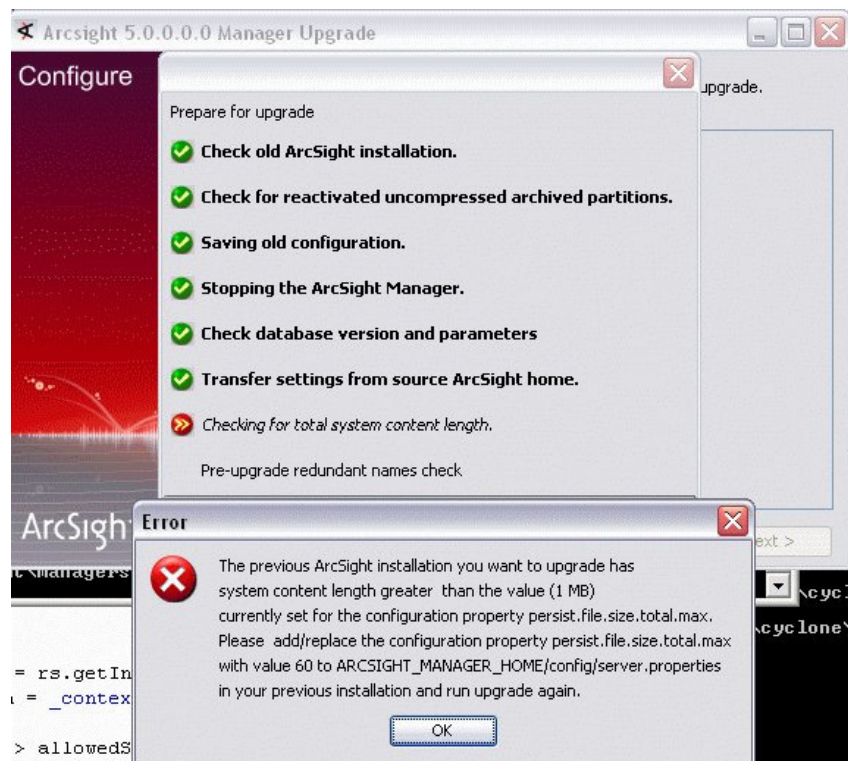 Arcsight 5.0.0.0.0 Manager Upgrade
Configure
upgrade.
Prepare for upgrade
Check old ArcSight installation.
Check for reactivated uncompressed archived partitions.
Saving old configuration.
Stopping the ArcSight Manager.
Check database version and parameters
Transfer settings from source ArcSight home.
Checking for total system content length.
Pre-upgrade redundant names check
ArcSigh
ext >
Error
The previous ArcSight installation you want to upgrade has
system content length greater than the value (1 MB)
currently set for the configuration property persist.file.size.total.max.
Please add/replace the configuration property persist.file.size.total.max
with value 60 to ARCSIGHT_MANAGER_HOME/config/server.properties
in your previous installation and run upgrade again.
OK
\managers
\cyc
\cyclone\
= rs.getIn
= _contex
> allowedS